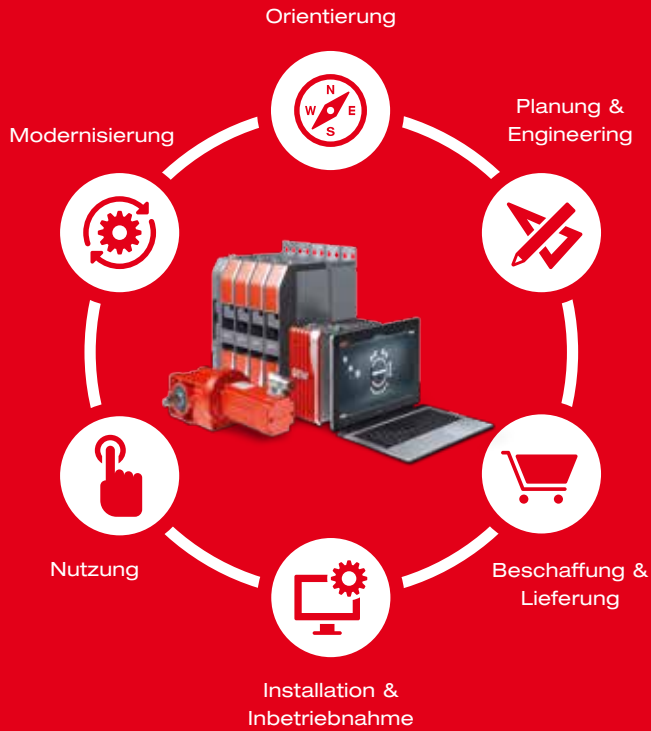 Orientierung
N
W E
S
Planung &
Engineering
Modernisierung
Nutzung
Beschaffung &
Lieferung
Installation &
Inbetriebnahme